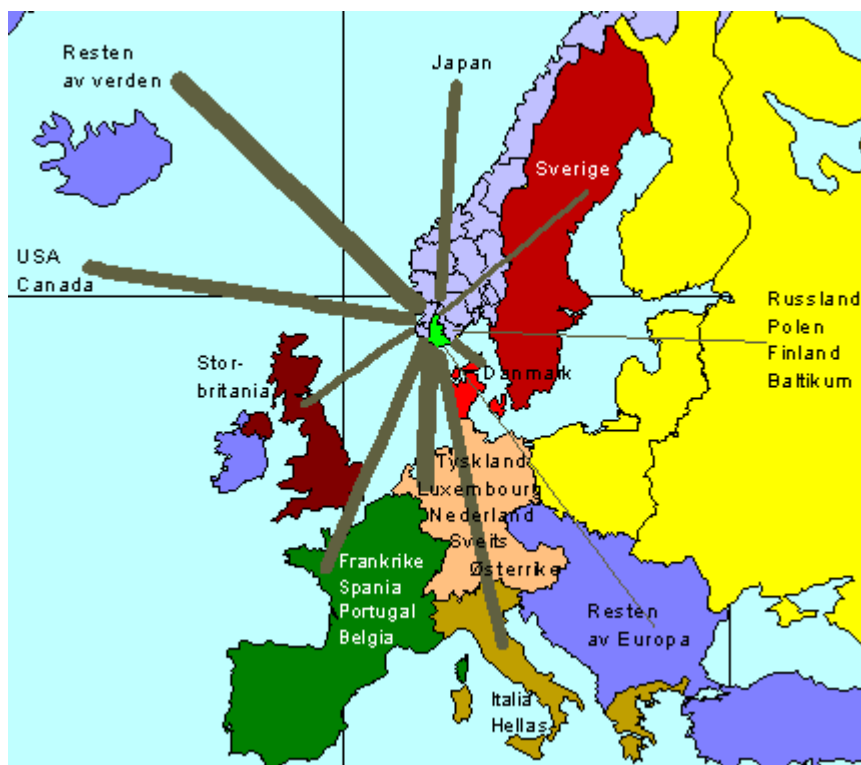 Resten
av verden
Japan
Sverige
USA
Canada
Russland
Polen
Finland
Baltikum
Stor-
britania
Danmark
Tyskland
Luxembourg
Nederland
Sveits
Østerrike
Frankrike
Spania
Portugal
Belgia
Resten
av Europa
Italia
Hellas